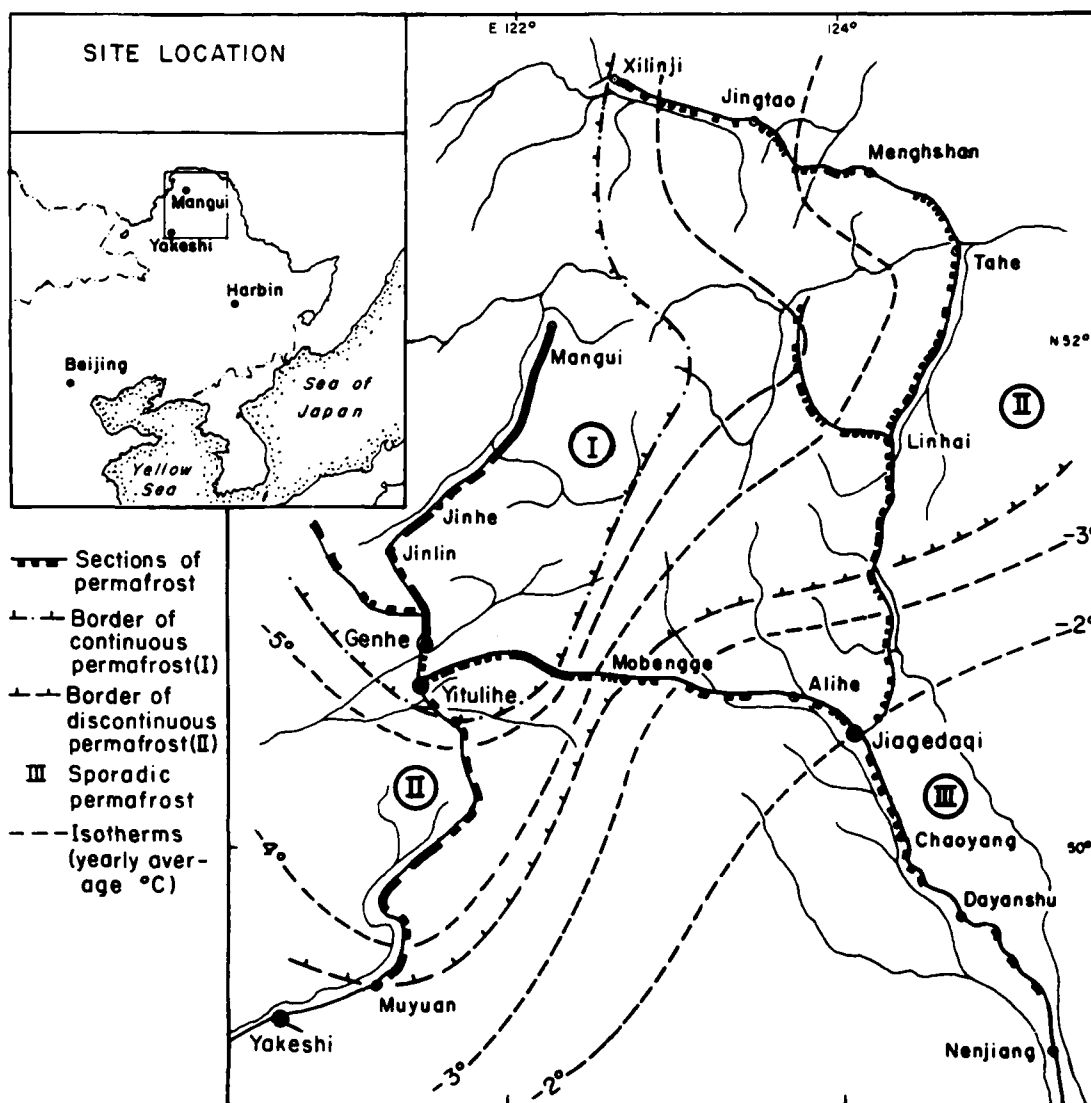 SITE LOCATION
Mangui
Yakeshi
Harbin
Beijing
Sea of
Japan
Yellow
Sea
E 122°
124°
Xilinji
Jingtao
Menghshan
Tahe
N 52°
Mangui
I
II
Linhai
Jinhe
Jinlin
-3°
Sections of
permafrost
Border of
continuous
permafrost(I)
Border of
discontinuous
permafrost(II)
III Sporadic
permafrost
Isotherms
(yearly aver-
age °C)
Genhe
-5°
-2°
Mobengge
Yitulihe
Alihe
Jiagedaqi
II
III
Chaoyang
50°
-4°
Dayanshu
Muyuan
Yakeshi
Nenjiang
-3°
-2°